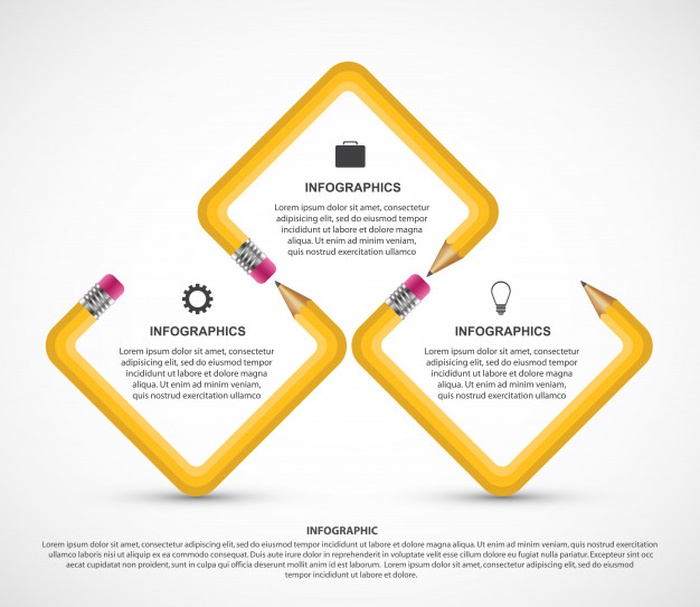 INFOGRAPHICS
Lorem ipsum dolor sit amet, consectetur
adipisicing elit, sed do eiusmod tempor
incididunt ut labore et dolore magna
aliqua. Ut enim ad minim veniam,
quis nostrud exercitation ullamco
INFOGRAPHICS
Lorem ipsum dolor sit amet, consectetur
adipisicing elit, sed do eiusmod tempor
incididunt ut labore et dolore magna
aliqua. Ut enim ad minim veniam,
quis nostrud exercitation ullamco
INFOGRAPHICS
Lorem ipsum dolor sit amet, consectetur
adipisicing elit, sed do eiusmod tempor
incididunt ut labore et dolore magna
aliqua. Ut enim ad minim veniam,
quis nostrud exercitation ullamco
INFOGRAPHIC
Lorem ipsum dolor sit amet, consectetur adipisicing elit, sed do eiusmod tempor incididunt ut labore et dolore magna aliqua. Ut enim ad minim veniam, quis nostrud exercitation
ullamco laboris nisi ut aliquip ex ea commodo consequat. Duis aute irure dolor in reprehenderit in voluptate velit esse cillum dolore eu fugiat nulla pariatur. Excepteur sint
occaecat cupidatat non proident, sunt in culpa qui officia deserunt mollit anim id est laborum. Lorem ipsum dolor sit amet, consectetur adipisicing elit, sed do eiusmod
tempor incididunt ut labore et dolore.